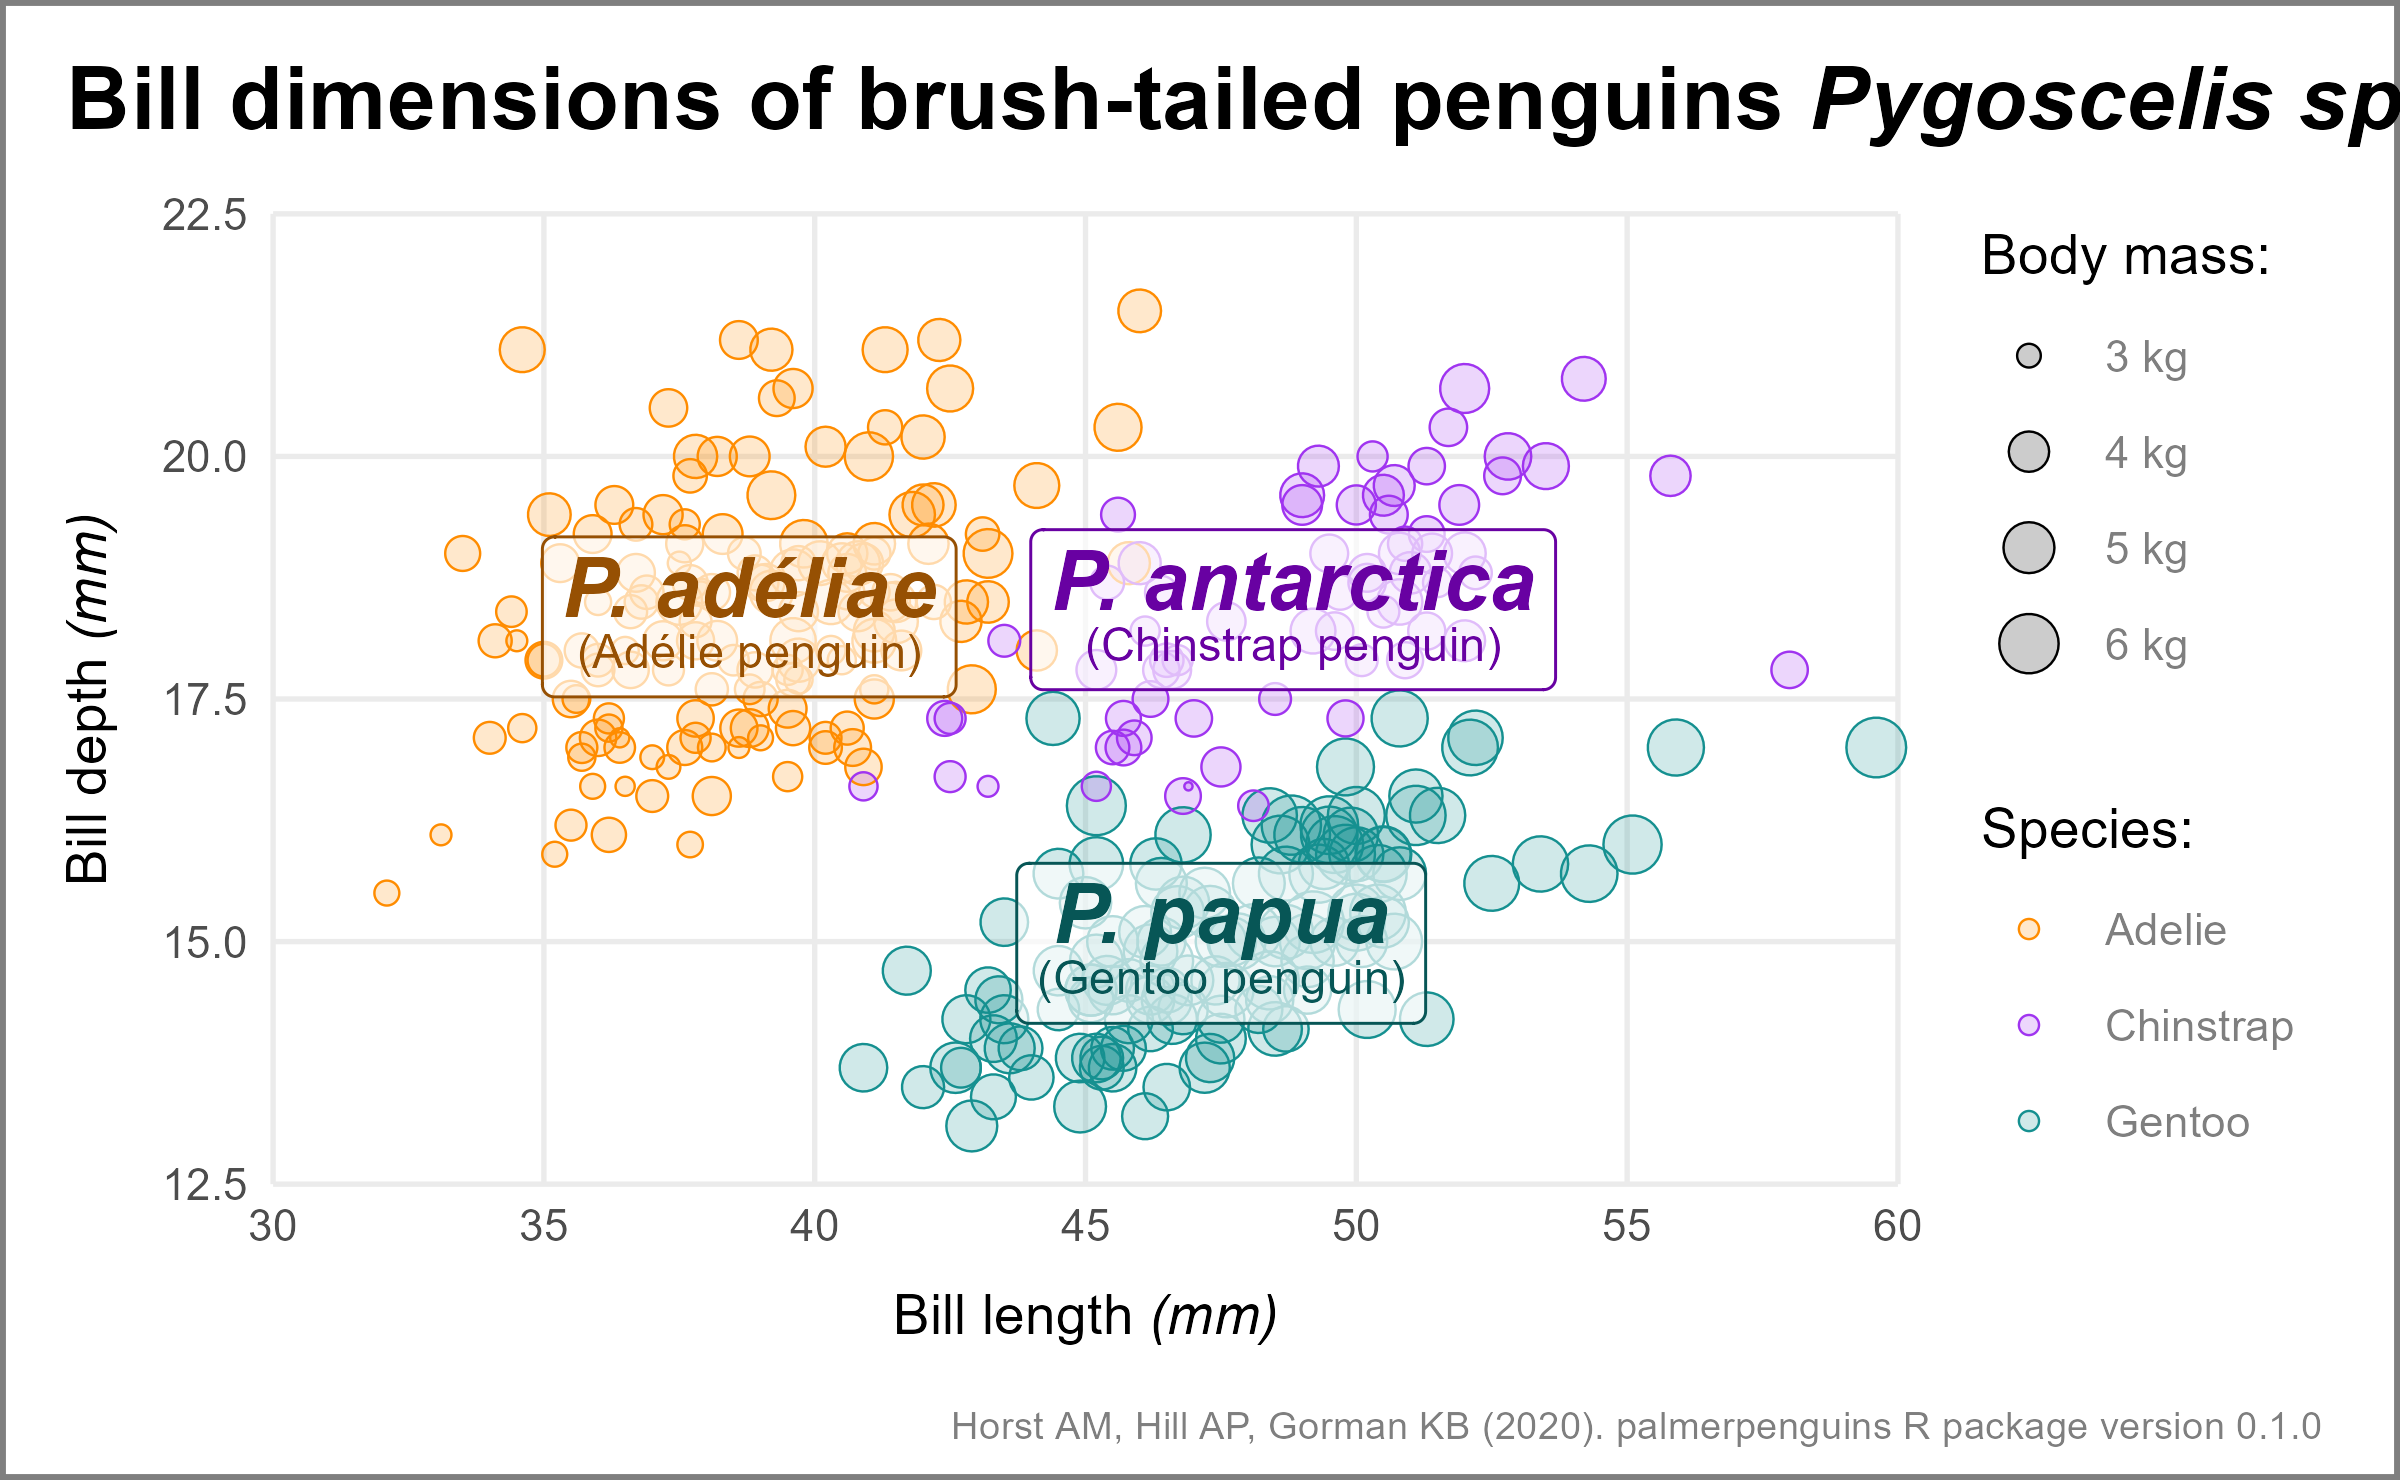 Bill dimensions of brush-tailed penguins Pygoscelis sp
22.5
20.0
17.5
15.0
12.5
Bill depth (mm)
P. adéliae
(Adélie penguin)
P. antarctica
(Chinstrap penguin)
P. papua
(Gentoo penguin)
30 35 40 45 50 55 60
Bill length (mm)
Body mass:
3 kg
4 kg
5 kg
6 kg
Species:
Adelie
Chinstrap
Gentoo
Horst AM, Hill AP, Gorman KB (2020). palmerpenguins R package version 0.1.0